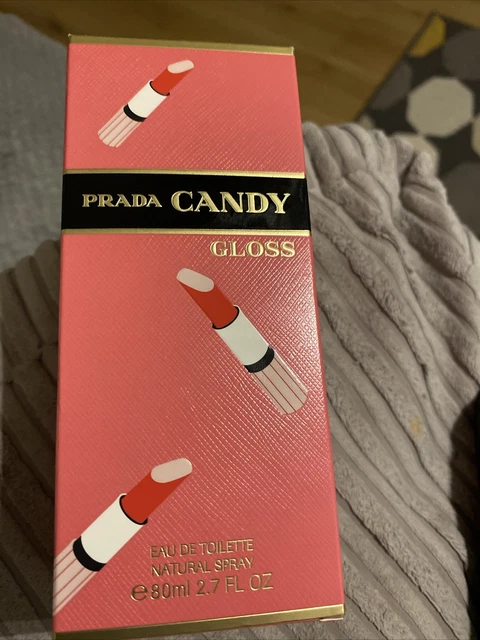 PRADA CANDY
GLOSS
EAU DE TOILETTE
NATURAL SPRAY
℮80ml 2.7 FL OZ